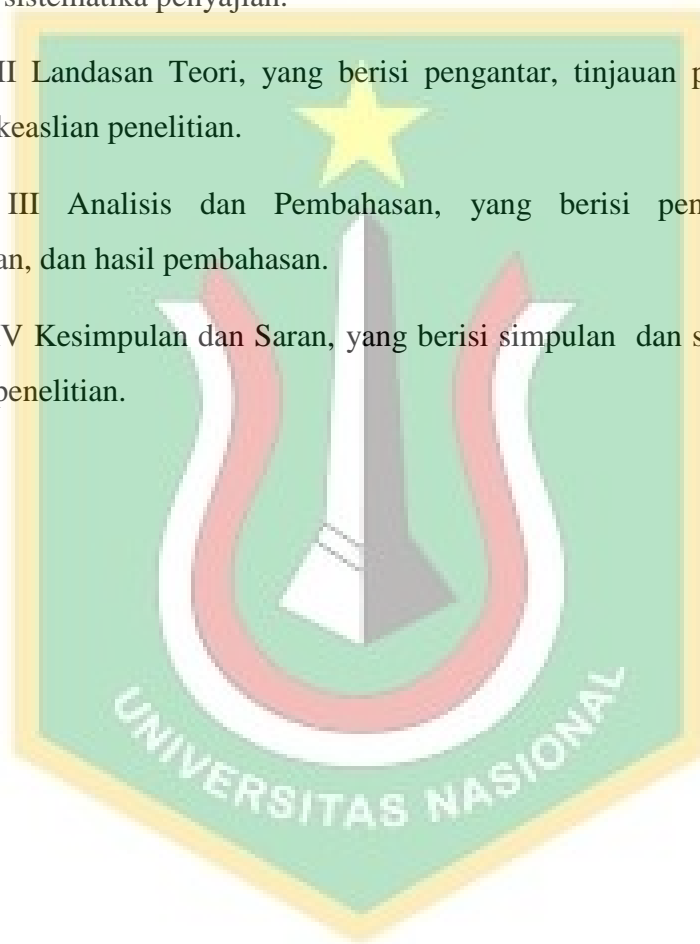 sistematika penyajian.
II Landasan Teori, yang berisi pengantar, tinjauan
keaslian penelitian.
III Analisis dan Pembahasan, yang berisi
an, dan hasil pembahasan.
V Kesimpulan dan Saran, yang berisi simpulan dan
penelitian.
UNIVERSITAS NASIONAL